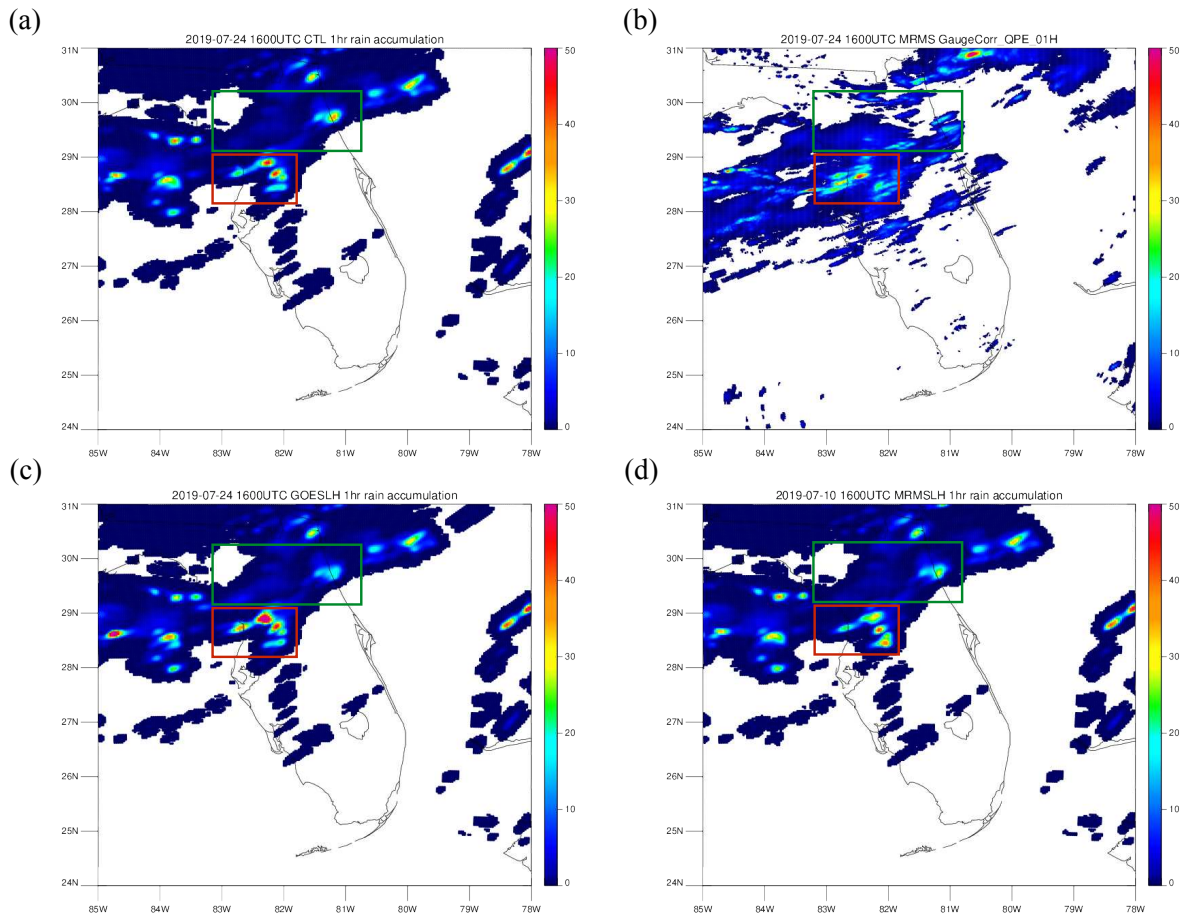 (a)
2019-07-24 1600UTC CTL 1hr rain accumulation
31N
30N
29N
28N
27N
26N
25N
24N
85W 84W 83W 82W 81W 80W 79W 78W
50
40
30
20
10
0
(b)
2019-07-24 1600UTC MRMS GaugeCorr_QPE_01H
31N
30N
29N
28N
27N
26N
25N
24N
85W 84W 83W 82W 81W 80W 79W 78W
50
40
30
20
10
0
(c)
2019-07-24 1600UTC GOESLH 1hr rain accumulation
31N
30N
29N
28N
27N
26N
25N
24N
85W 84W 83W 82W 81W 80W 79W 78W
50
40
30
20
10
0
(d)
2019-07-10 1600UTC MRMSLH 1hr rain accumulation
31N
30N
29N
28N
27N
26N
25N
24N
85W 84W 83W 82W 81W 80W 79W 78W
50
40
30
20
10
0